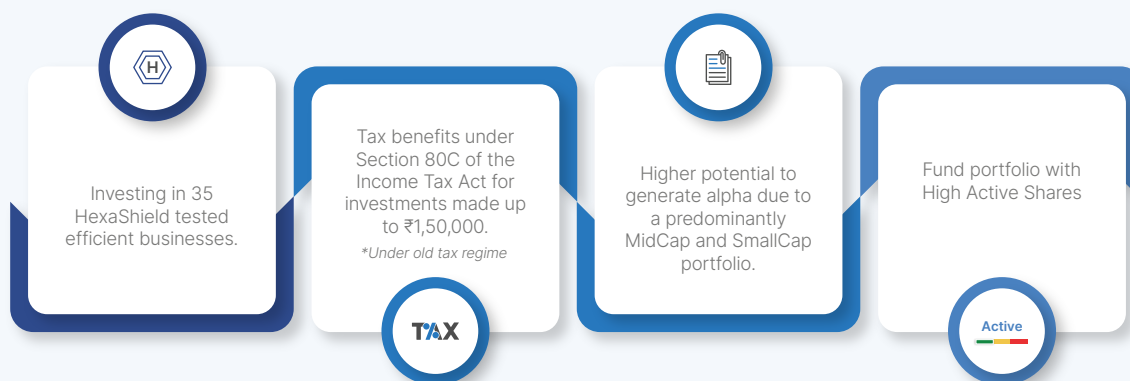 H
Investing in 35
HexaShield tested
efficient businesses.
Tax benefits under
Section 80C of the
Income Tax Act for
investments made up
to ₹1,50,000.
*Under old tax regime
TAX
Higher potential to
generate alpha due to
a predominantly
MidCap and SmallCap
portfolio.
Fund portfolio with
High Active Shares
Active